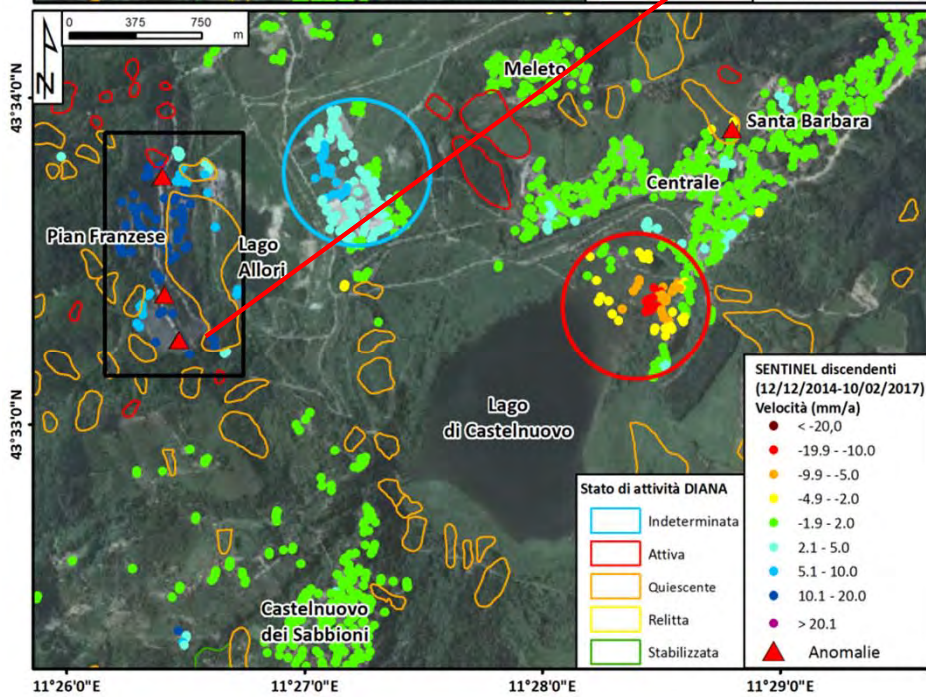 0 375 750
m
N
43°34'0"N
43°33'0"N
Meleto
Santa Barbara
Centrale
Pian Franzese
Lago
Allori
Lago
di Castelnuovo
Castelnuovo
dei Sabbioni
SENTINEL discendenti
(12/12/2014-10/02/2017)
Velocità (mm/a)
< -20,0
-19.9 - -10.0
-9.9 - -5.0
-4.9 - -2.0
-1.9 - 2.0
2.1 - 5.0
5.1 - 10.0
10.1 - 20.0
> 20.1
Anomalie
Stato di attività DIANA
Indeterminata
Attiva
Quiescente
Relitta
Stabilizzata
11°26'0"E 11°27'0"E 11°28'0"E 11°29'0"E